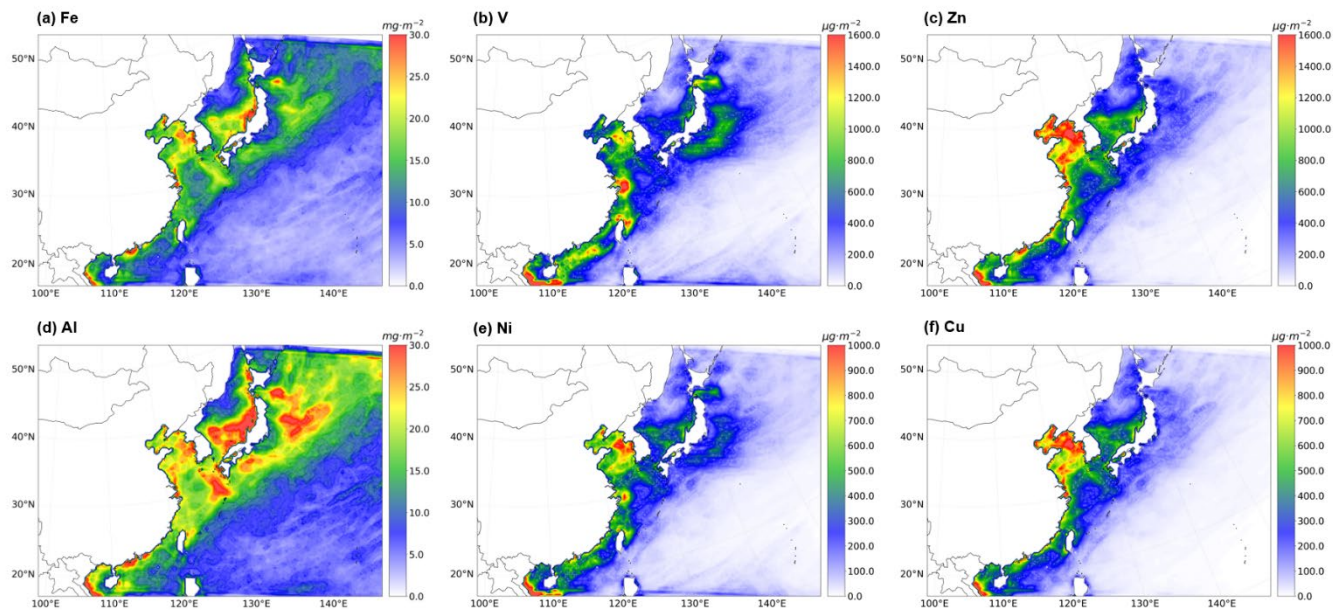 (a) Fe mg·m⁻² (b) V μg·m⁻² (c) Zn μg·m⁻²
50°N 30.0 50°N 1600.0 50°N 1600.0
25.0 1400.0 1400.0
40°N 20.0 40°N 1200.0 40°N 1200.0
15.0 1000.0 1000.0
30°N 10.0 30°N 800.0 30°N 800.0
5.0 600.0 600.0
20°N 0.0 20°N 400.0 20°N 400.0
200.0 200.0
0.0 0.0
100°E 110°E 120°E 130°E 140°E 100°E 110°E 120°E 130°E 140°E 100°E 110°E 120°E 130°E 140°E
(d) Al mg·m⁻² (e) Ni μg·m⁻² (f) Cu μg·m⁻²
50°N 30.0 50°N 1000.0 50°N 1000.0
25.0 900.0 900.0
40°N 20.0 40°N 800.0 40°N 800.0
15.0 700.0 700.0
30°N 10.0 30°N 600.0 30°N 600.0
5.0 500.0 500.0
20°N 0.0 20°N 400.0 20°N 400.0
300.0 300.0
200.0 200.0
100.0 100.0
0.0 0.0
100°E 110°E 120°E 130°E 140°E 100°E 110°E 120°E 130°E 140°E 100°E 110°E 120°E 130°E 140°E